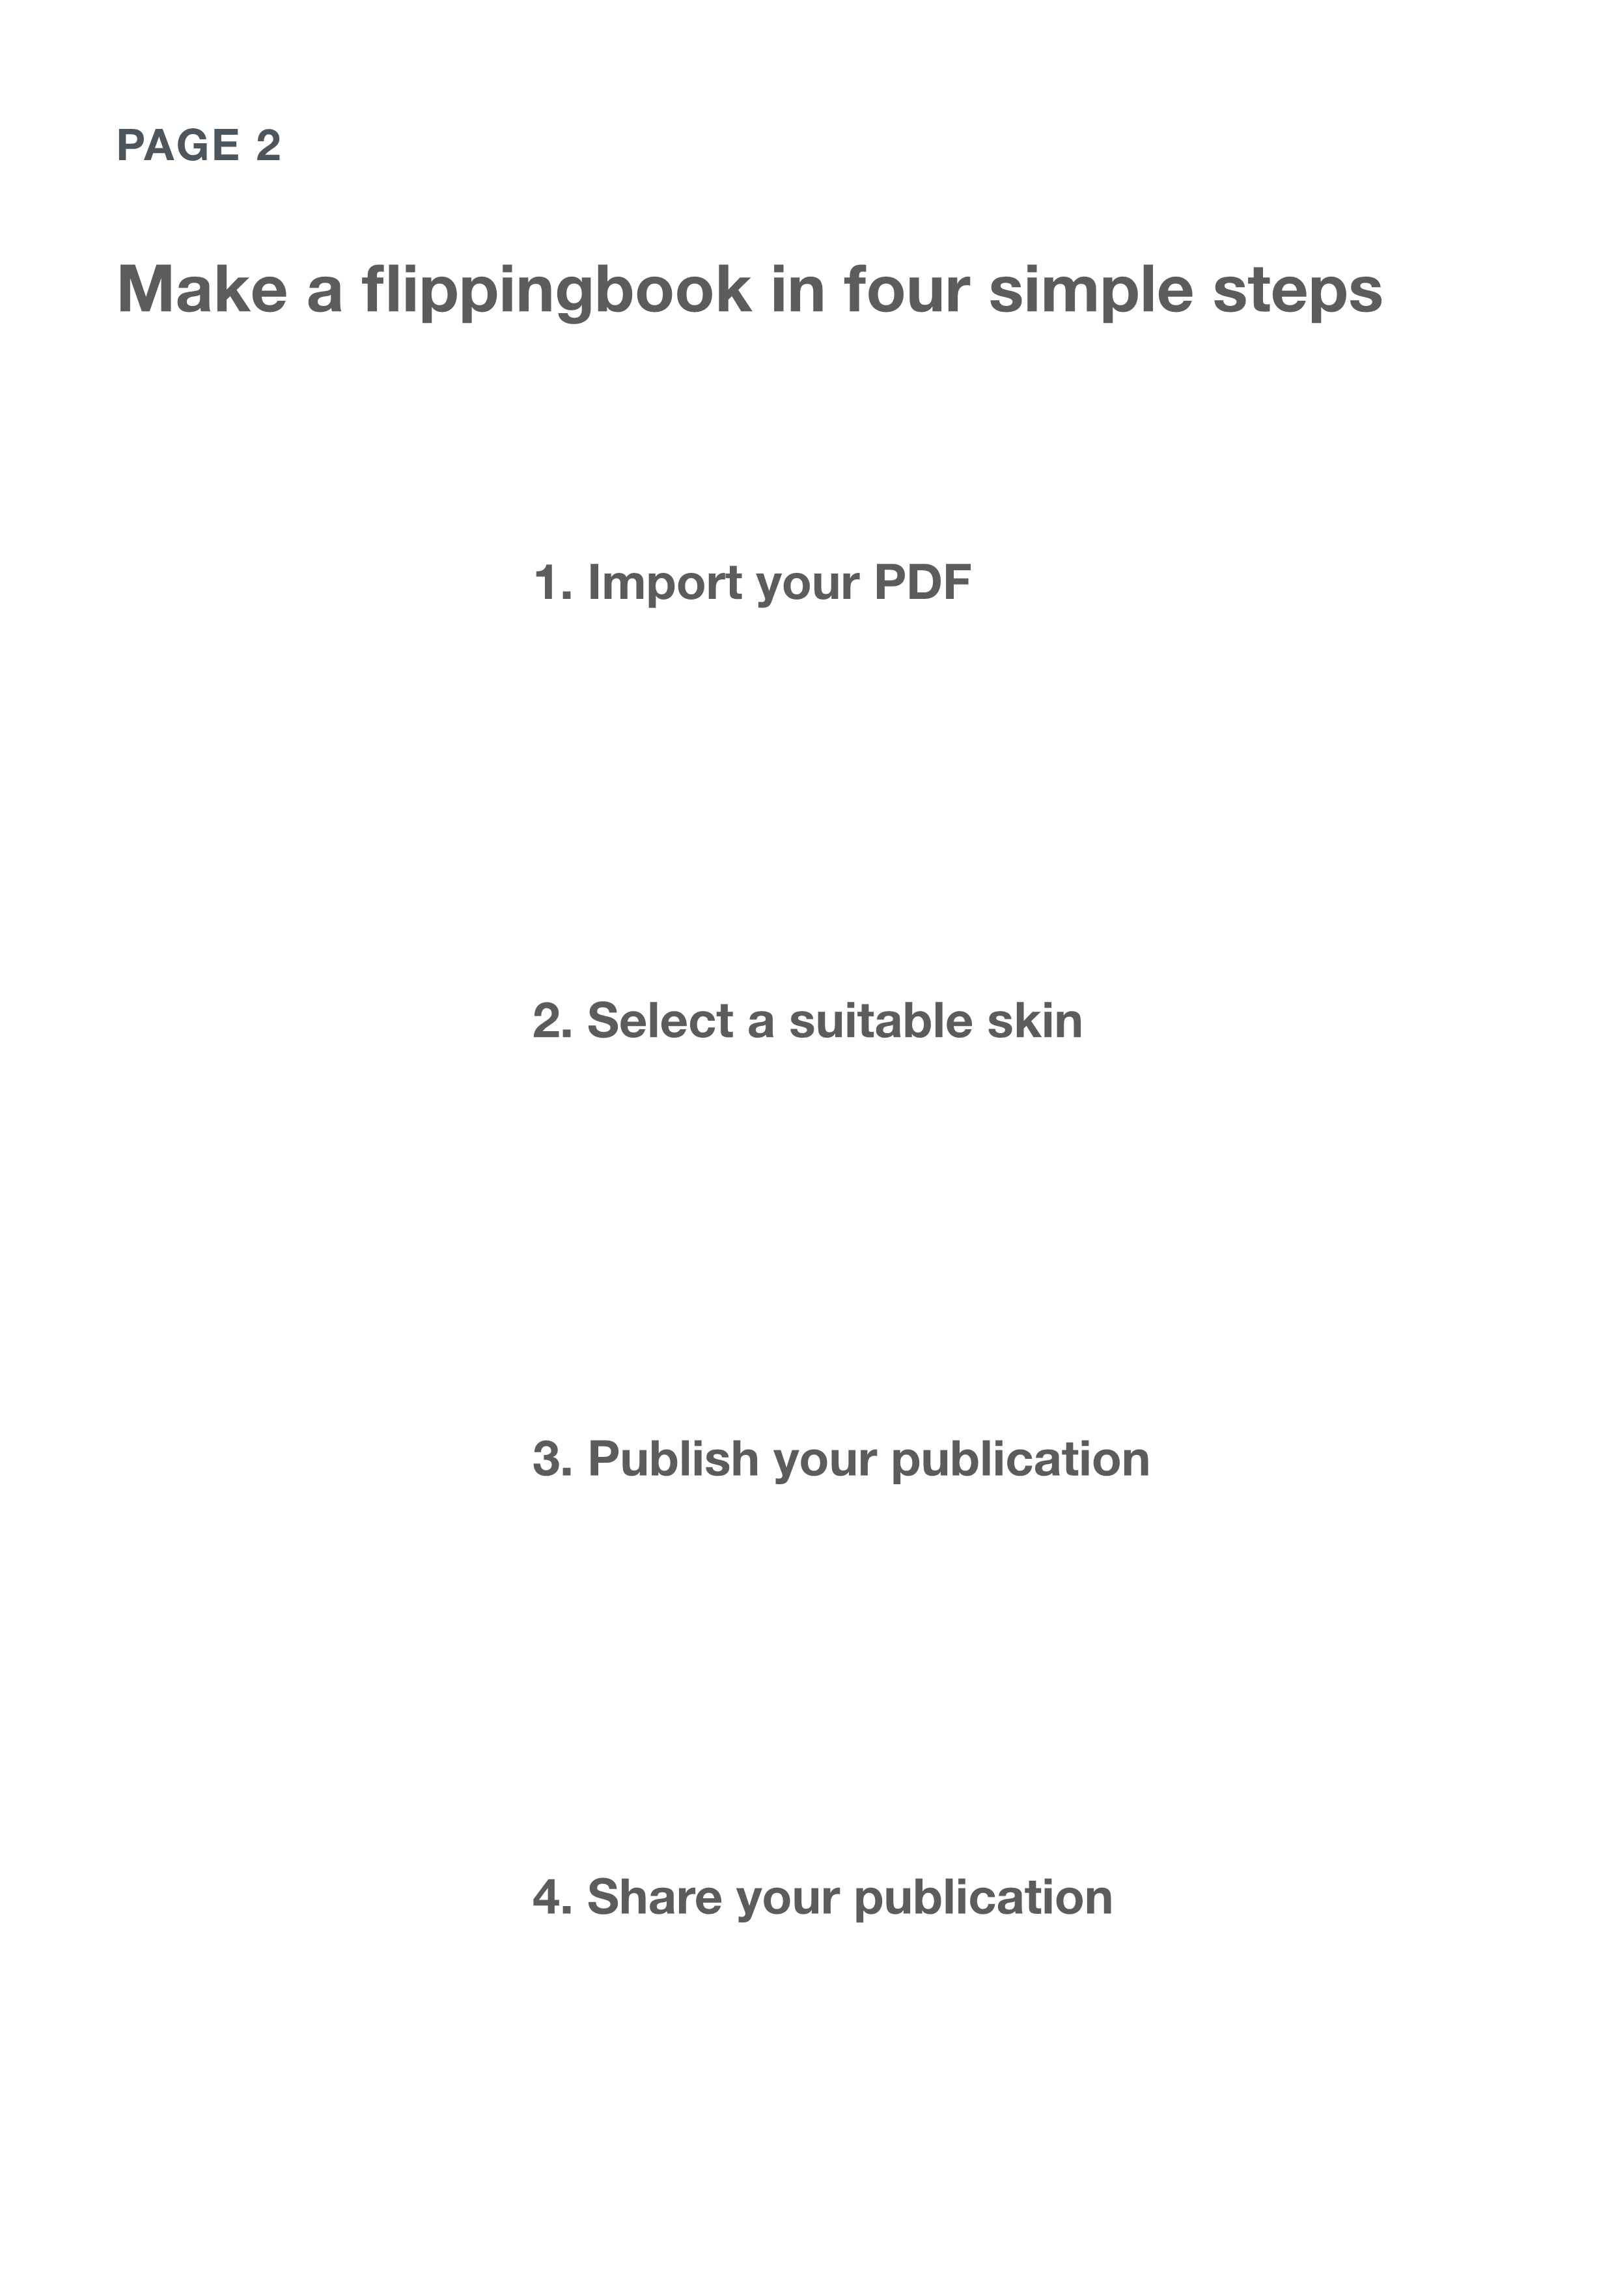 PAGE 2
Make a flippingbook in four simple steps
1. Import your PDF
2. Select a suitable skin
3. Publish your publication
4. Share your publication